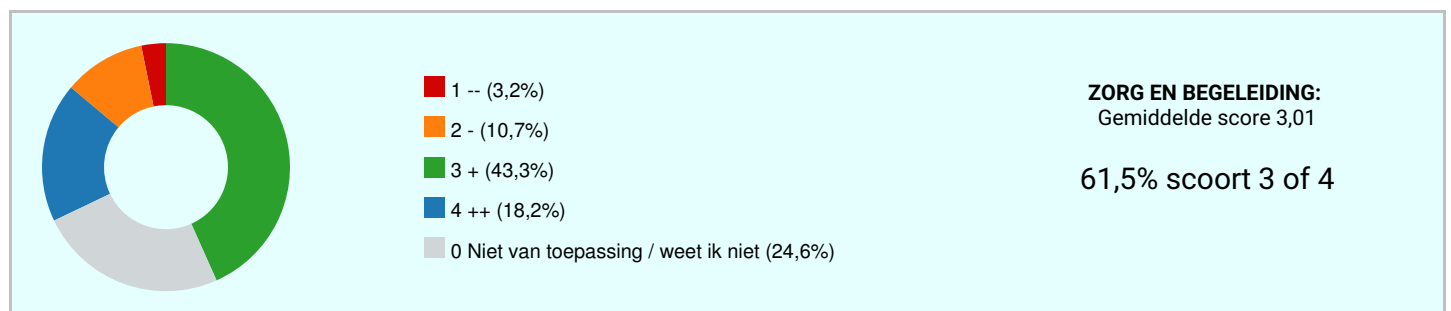 1 -- (3,2%)
2 - (10,7%)
3 + (43,3%)
4 ++ (18,2%)
0 Niet van toepassing / weet ik niet (24,6%)
ZORG EN BEGELEIDING:
Gemiddelde score 3,01
61,5% scoort 3 of 4